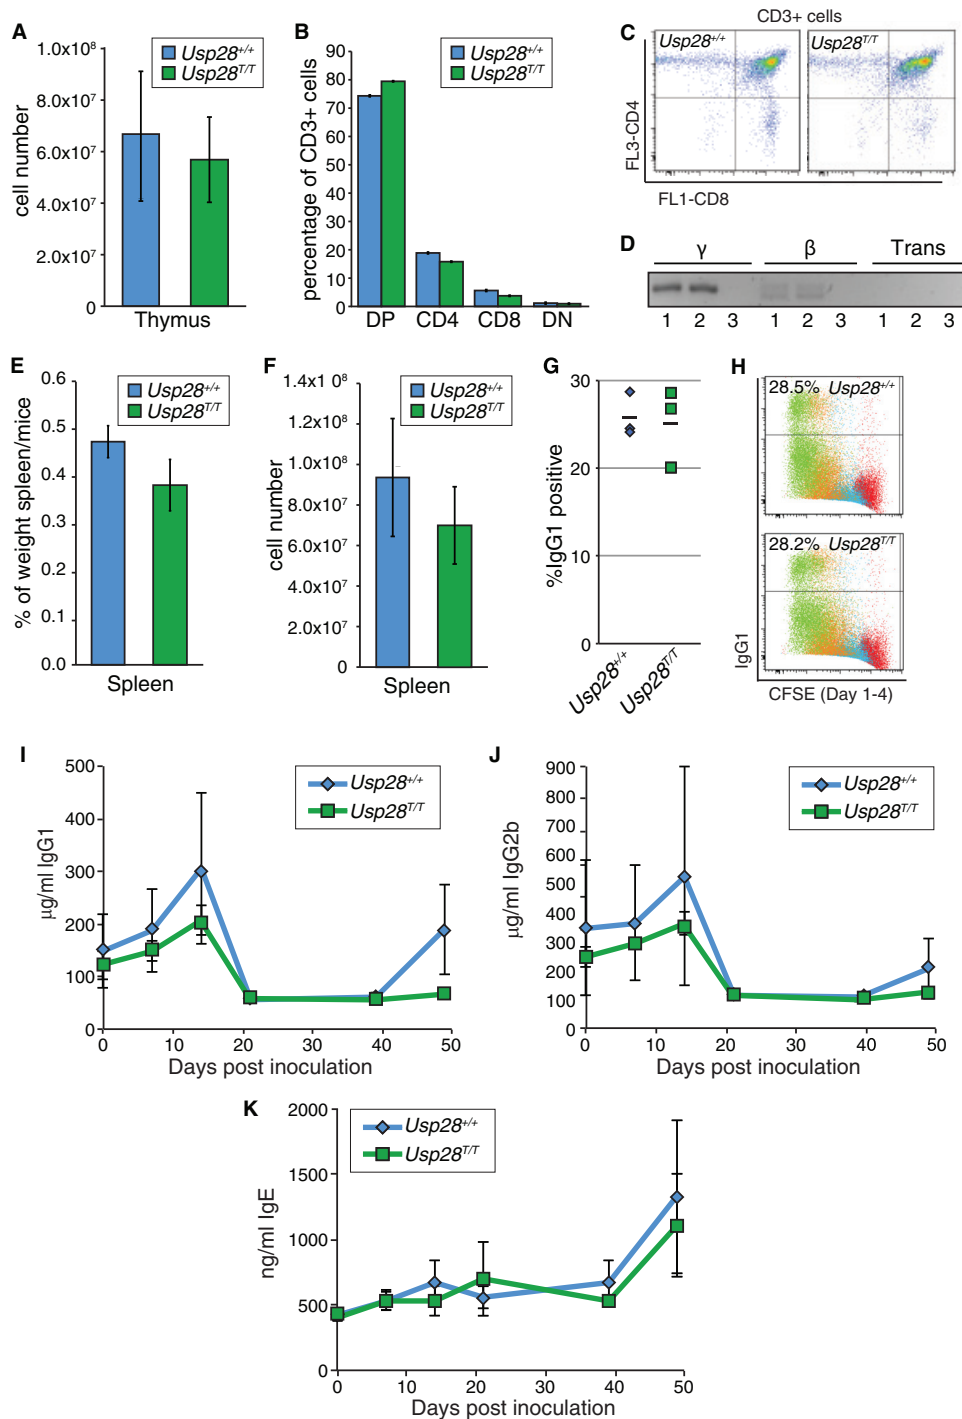 A
Usp28+/+
Usp28T/T
cell number
1.0x10⁸
8.0x10⁷
6.0x10⁷
4.0x10⁷
2.0x10⁷
0
Thymus
B
Usp28+/+
Usp28T/T
percentage of CD3+ cells
90
80
70
60
50
40
30
20
10
0
DP CD4 CD8 DN
C
CD3+ cells
Usp28+/+
Usp28T/T
FL3-CD4
FL1-CD8
D
γ β Trans
1 2 3 1 2 3 1 2 3
E
Usp28+/+
Usp28T/T
% of weight spleen/mice
0.6
0.5
0.4
0.3
0.4
0.1
0.0
Spleen
F
Usp28+/+
Usp28T/T
cell number
1.4x1 0⁸
1.2x10⁸
1.0x10⁸
8.0x10⁷
6.0x10⁷
4.0x10⁷
2.0x10⁷
0
Spleen
G
%IgG1 positive
30
20
10
0
Usp28+/+
Usp28T/T
H
28.5% Usp28+/+
28.2% Usp28T/T
IgG1
CFSE (Day 1-4)
I
Usp28+/+
Usp28T/T
μg/ml IgG1
500
400
300
200
100
0
0 10 20 30 40 50
Days post inoculation
J
Usp28+/+
Usp28T/T
μg/ml IgG2b
900
800
600
500
400
300
200
100
0
0 10 20 30 40 50
Days post inoculation
K
Usp28+/+
Usp28T/T
ng/ml IgE
2000
1500
1000
500
0
0 10 20 30 40 50
Days post inoculation